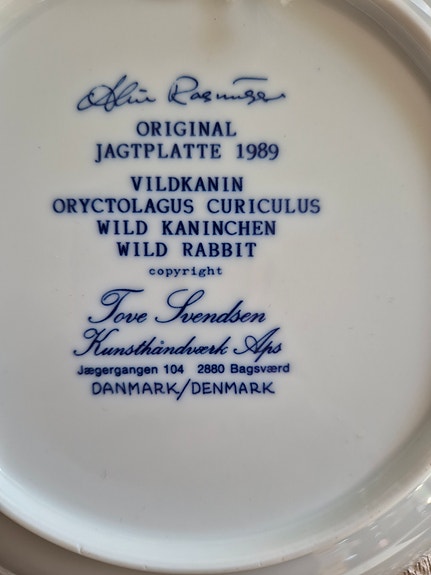 ORIGINAL
JAGTPLATTE 1989
VILDKANIN
ORYCTOLAGUS CURICULUS
WILD KANINCHEN
WILD RABBIT
copyright
Tove Svendsen
Kunsthåndværk Aps
Jægergangen 104 2880 Bagsværd
DANMARK/DENMARK